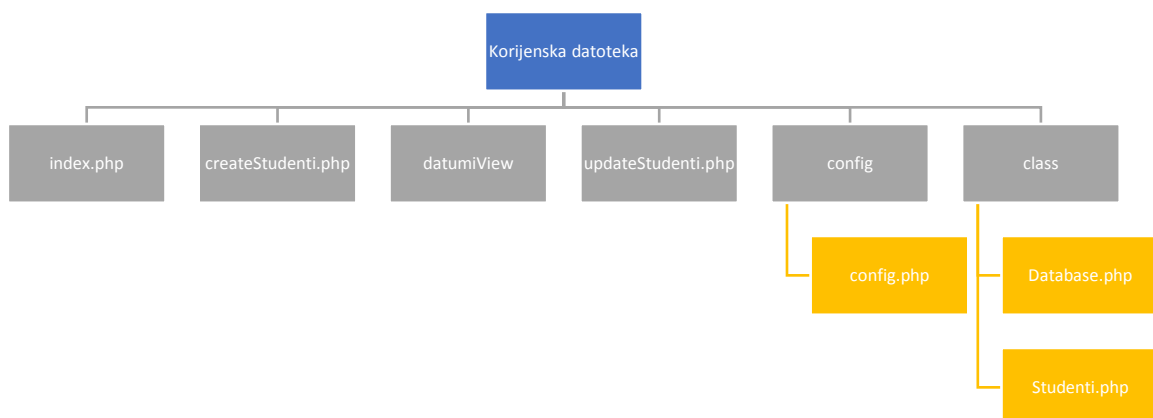 Korijenska datoteka
index.php
createStudenti.php
datumiView
updateStudenti.php
config
class
config.php
Database.php
Studenti.php